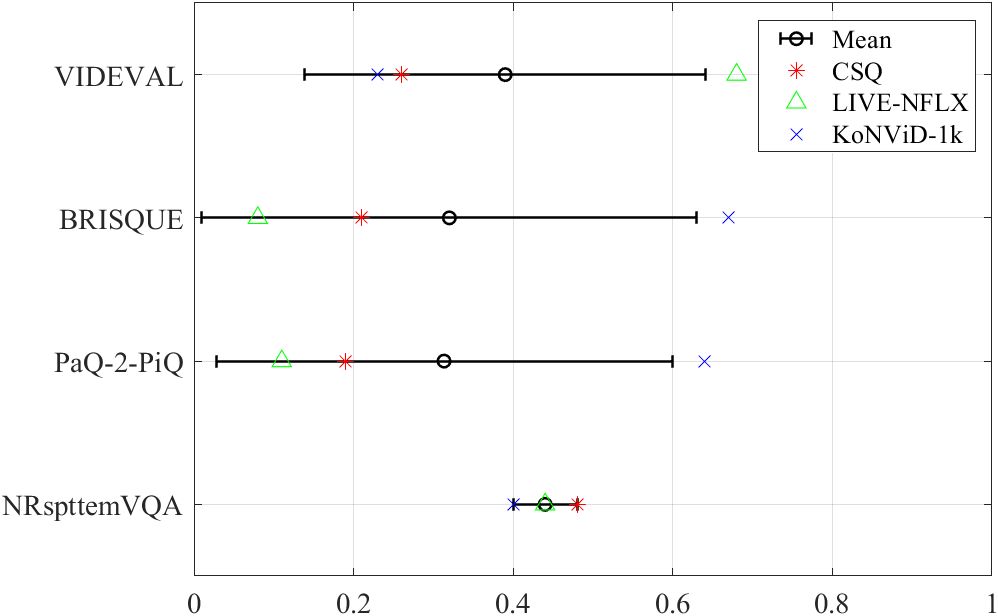 VIDEVAL
BRISQUE
PaQ-2-PiQ
NRspttemVQA
Mean
CSQ
LIVE-NFLX
KoNViD-1k
0 0.2 0.4 0.6 0.8 1